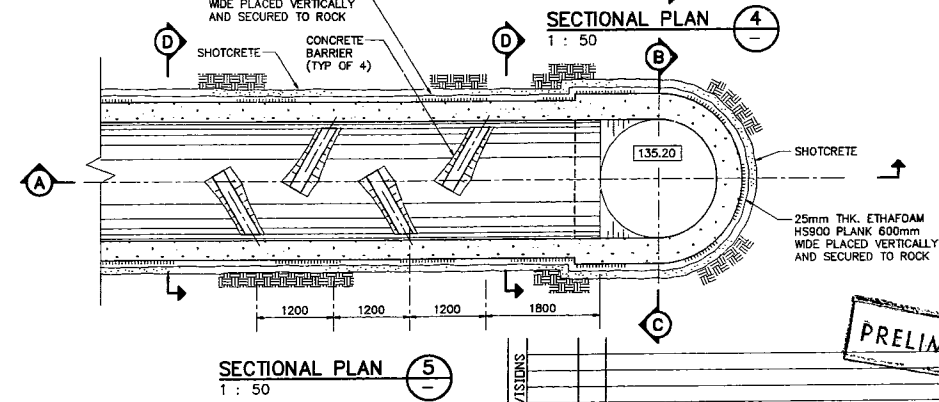 WIDE PLACED VERTICALLY
AND SECURED TO ROCK
SECTIONAL PLAN 4
1 : 50 -
D
SHOTCRETE
CONCRETE
BARRIER
(TYP OF 4)
D
B
A
135.20
SHOTCRETE
25mm THK. ETHAFOAM
HS900 PLANK 600mm
WIDE PLACED VERTICALLY
AND SECURED TO ROCK
1200 1200 1200 1800
C
SECTIONAL PLAN 5
1 : 50 -